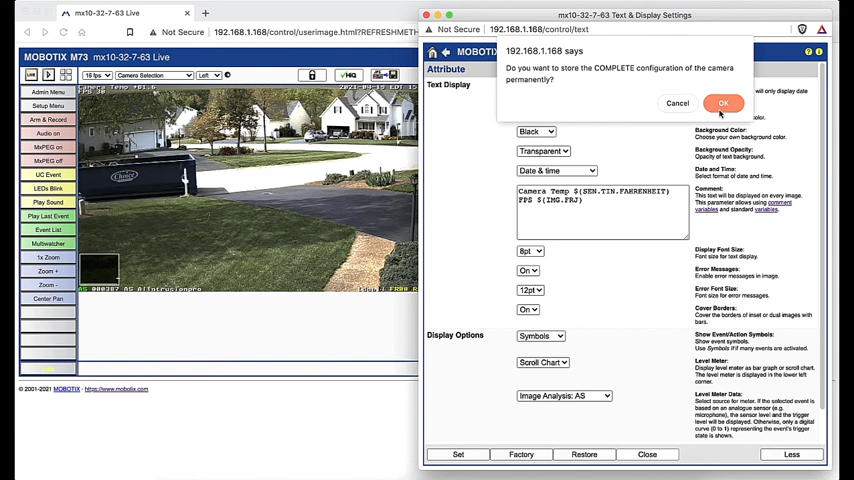 mx10-32-7-63 Live
Not Secure
192.168.1.168/control/userimage.html?REFRESHMETH
MOBOTIX M73 mx10-32-7-63 Live
LIVE
16 fps
Camera Selection
Left
HiQ
Admin Menu
Setup Menu
Arm & Record
Audio on
MxPEG on
MxPEG off
UC Event
LEDs Blink
Play Sound
Play Last Event
Event List
Multiwatcher
1x Zoom
Zoom +
Zoom -
Center Pan
Choice
© 2001-2021 MOBOTIX · https://www.mobotix.com
mx10-32-7-63 Text & Display Settings
Not Secure
192.168.1.168/control/text
MOBOTIX
192.168.1.168 says
Do you want to store the COMPLETE configuration of the camera
permanently?
Cancel
OK
Attribute
Text Display
will only display date
Black
Background Color:
Choose your own background color.
Transparent
Background Opacity:
Opacity of text background.
Date & time
Date and Time:
Select format of date and time.
Camera Temp $(SEN.TIN.FAHRENHEIT)
FPS $(IMG.FRJ)
Comment:
This text will be displayed on every image.
This parameter allows using comment
variables and standard variables.
8pt
Display Font Size:
Font size for text display.
On
Error Messages:
Enable error messages in image.
12pt
Error Font Size:
Font size for error messages.
On
Cover Borders:
Cover the borders of inset or dual images with
bars.
Display Options
Symbols
Show Event/Action Symbols:
Show event symbols.
Use Symbols II if many events are activated.
Scroll Chart
Level Meter:
Display level meter as bar graph or scroll chart.
The level meter is displayed in the lower left
corner.
Image Analysis: AS
Level Meter Data:
Select source for meter. If the selected event is
based on an analogue sensor (e.g.
microphone), the sensor level and the trigger
level will be displayed. Otherwise, only a digital
curve (0 to 1) representing the event's trigger
state is shown.
Set
Factory
Restore
Close
Less